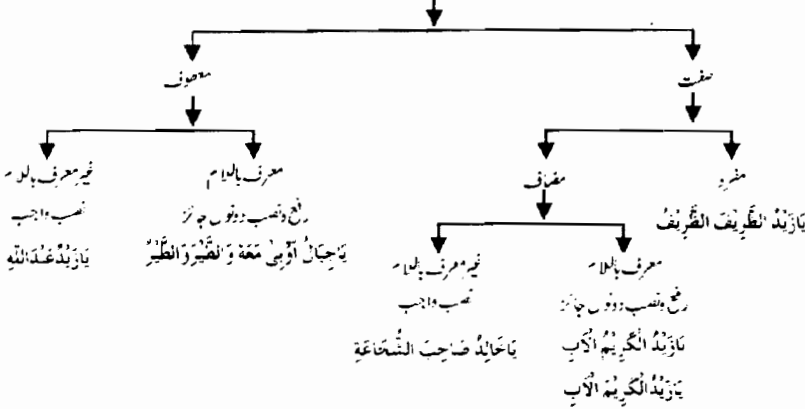 صفت
معطوف
مفرد
يَازَيْدُ الظَّرِيْفَ الظَّرِيْفُ
مضاف
معرف باللام
رفع ونصب دونوں جائز
يَازَيْدُ الْكَرِيْمُ الْاَبِ
يَازَيْدُ الْكَرِيْمَ الْاَبِ
غیر معرف باللام
نصب واجب
يَاخَالِدُ صَاحِبَ الشُّجَاعَةِ
معرف باللام
رفع ونصب دونوں جائز
يَاجِبَالُ اَوِّبِىْ مَعَهٗ وَالطَّيْرَ وَالطَّيْرُ
غیر معرف باللام
نصب واجب
يَازَيْدُ عَبْدَاللّٰهِ